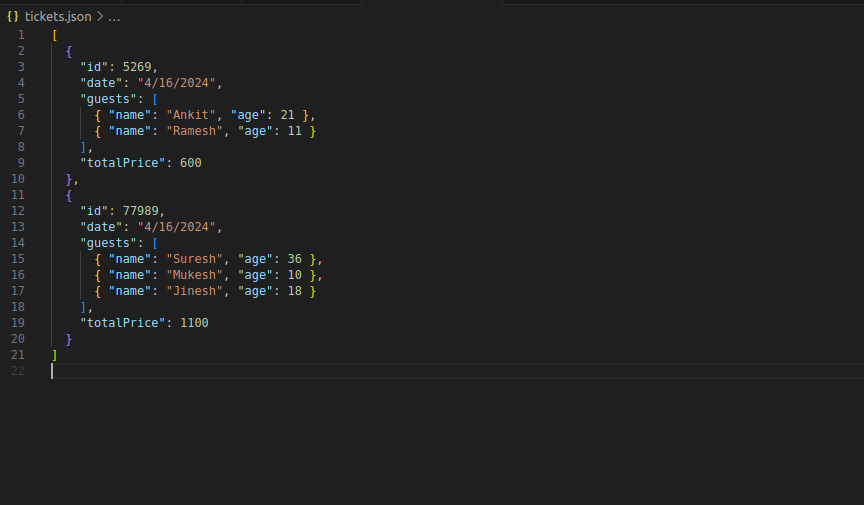 {} tickets.json > ...
1 [
2   {
3     "id": 5269,
4     "date": "4/16/2024",
5     "guests": [
6       { "name": "Ankit", "age": 21 },
7       { "name": "Ramesh", "age": 11 }
8     ],
9     "totalPrice": 600
10   },
11   {
12     "id": 77989,
13     "date": "4/16/2024",
14     "guests": [
15       { "name": "Suresh", "age": 36 },
16       { "name": "Mukesh", "age": 10 },
17       { "name": "Jinesh", "age": 18 }
18     ],
19     "totalPrice": 1100
20   }
21 ]
22